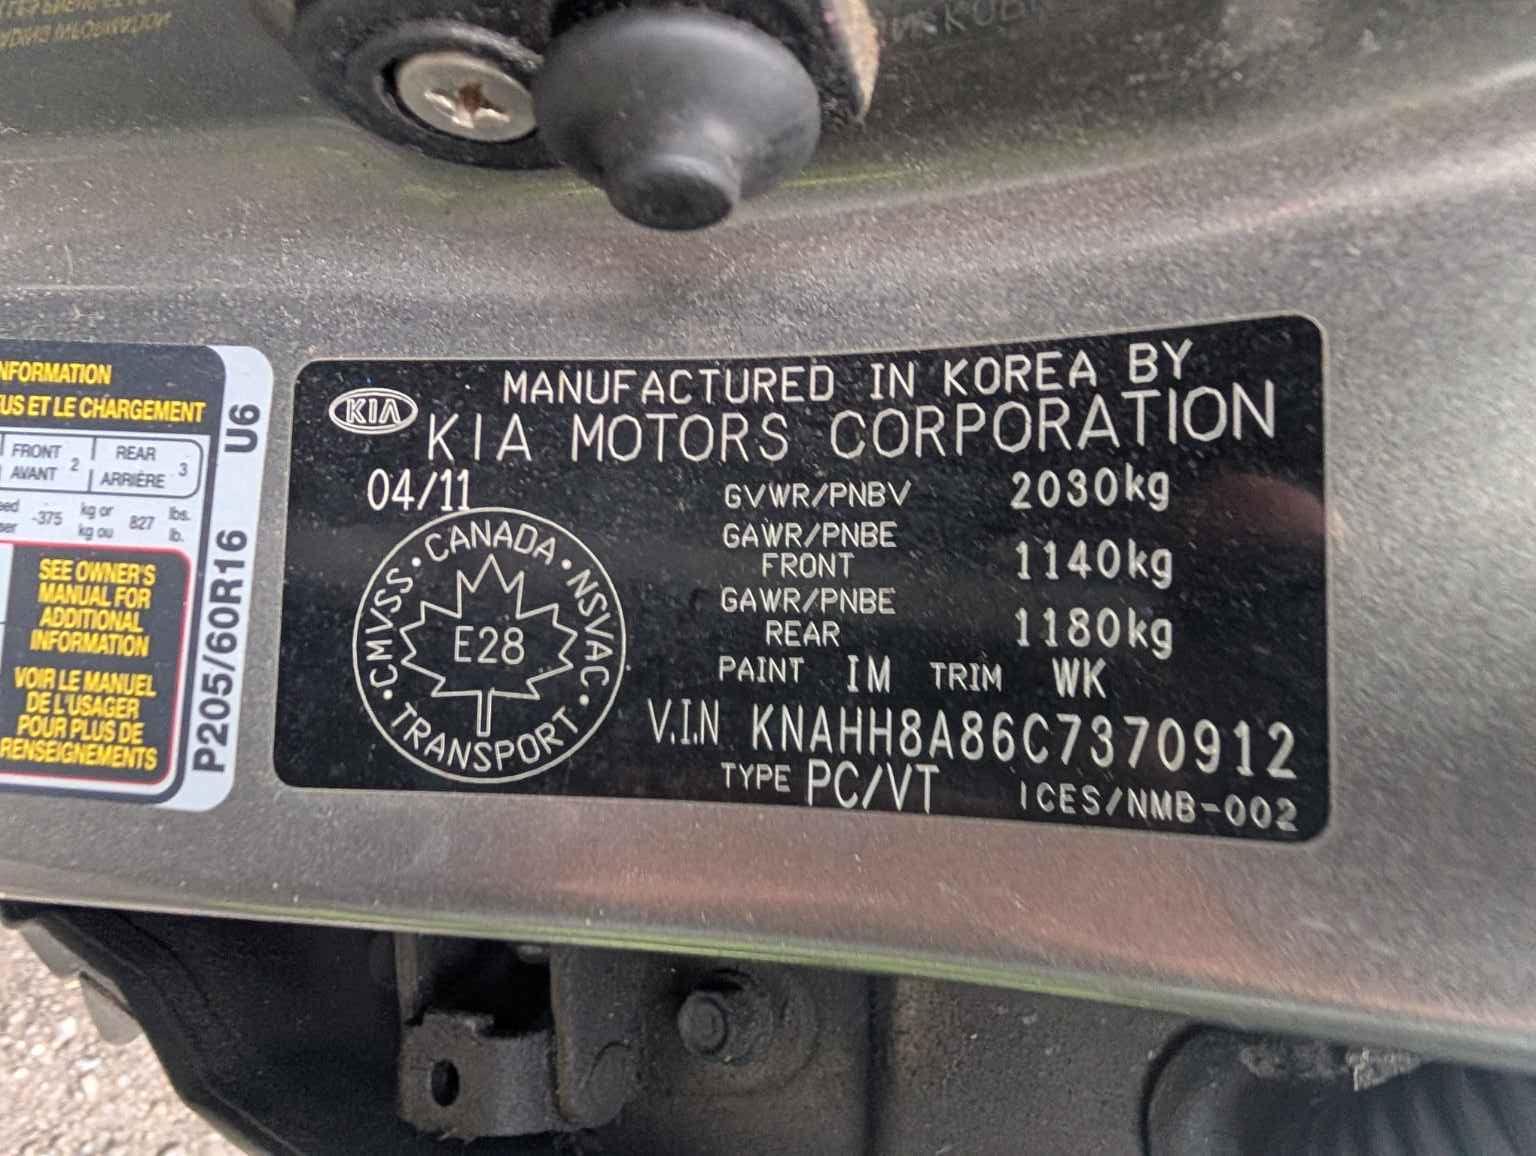 NFORMATION
US ET LE CHARGEMENT
FRONT
AVANT
2
REAR
ARRIÈRE
3
-375
kg or
kg ou
827
lbs.
lb.
SEE OWNER'S
MANUAL FOR
ADDITIONAL
INFORMATION
VOIR LE MANUEL
DE L'USAGER
POUR PLUS DE
RENSEIGNEMENTS
P205/60R16 U6
KIA
MANUFACTURED IN KOREA BY
KIA MOTORS CORPORATION
04/11
CANADA · NSVAC · TRANSPORT · CMVSS ·
E28
GVWR/PNBV 2030kg
GAWR/PNBE
FRONT 1140kg
GAWR/PNBE
REAR 1180kg
PAINT IM TRIM WK
V.I.N KNAHH8A86C7370912
TYPE PC/VT ICES/NMB-002